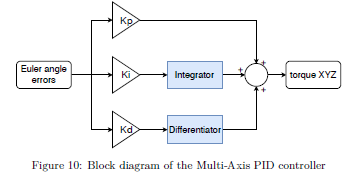 Kp
+
Euler angle
errors
Ki
Integrator
+
torque XYZ
+
Kd
Differentiator
Figure 10: Block diagram of the Multi-Axis PID controller